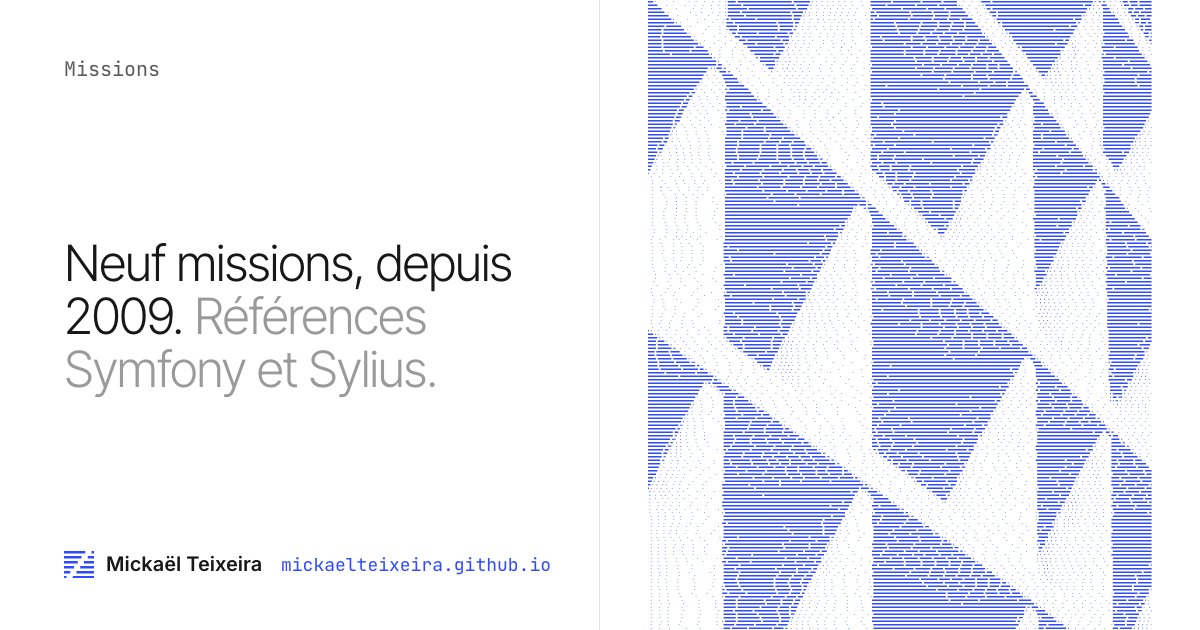 Missions
Neuf missions, depuis
2009. Références
Symfony et Sylius.
Mickaël Teixeira mickaelteixeira.github.io